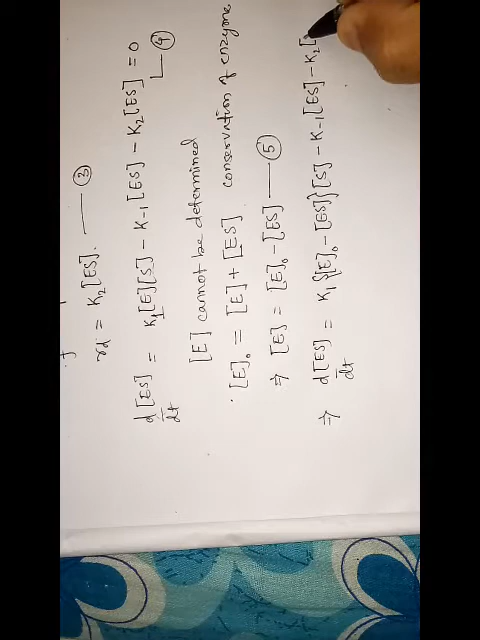 rd = K2[ES]. —— ③
d[ES]/dt = K1[E][S] - K-1[ES] - K2[ES] = 0
④
[E] cannot be determined
[E]₀ = [E] + [ES] conservation of enzyme
⇒ [E] = [E]₀ - [ES] —— ⑤
⇒ d[ES]/dt = K1{[E]₀ - [ES]}[S] - K-1[ES] - K2[